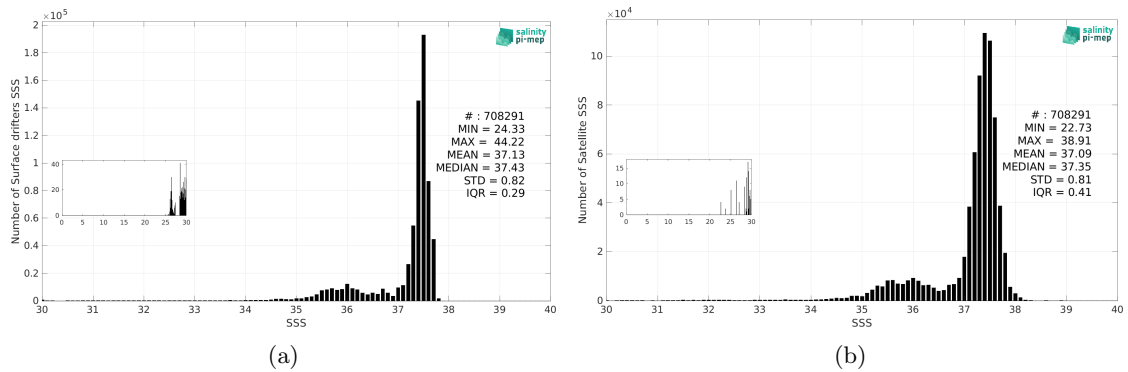 ×10⁵
2
1.8
1.6
1.4
1.2
1
0.8
0.6
0.4
0.2
0
Number of Surface drifters SSS
salinity
pi-mep
# : 708291
MIN = 24.33
MAX = 44.22
MEAN = 37.13
MEDIAN = 37.43
STD = 0.82
IQR = 0.29
40
20
0
0 5 10 15 20 25 30
30 31 32 33 34 35 36 37 38 39 40
SSS
(a)
×10⁴
10
8
6
4
2
0
Number of Satellite SSS
salinity
pi-mep
# : 708291
MIN = 22.73
MAX = 38.91
MEAN = 37.09
MEDIAN = 37.35
STD = 0.81
IQR = 0.41
15
10
5
0
0 5 10 15 20 25 30
30 31 32 33 34 35 36 37 38 39 40
SSS
(b)